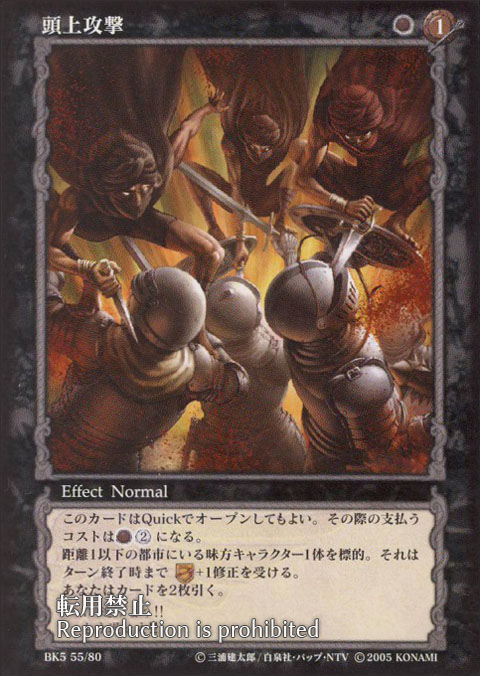 頭上攻撃
1
Effect Normal
このカードはQuickでオープンしてもよい。その際の支払う
コストは 2 になる。
距離1以下の都市にいる味方キャラクター1体を標的。それは
ターン終了時まで +1修正を受ける。
あなたはカードを2枚引く。
!!
転用禁止
Reproduction is prohibited
BK5 55/80
©三浦建太郎/白泉社・バップ・NTV ©2005 KONAMI